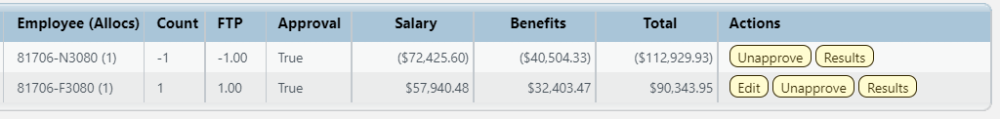 Employee (Allocs) Count FTP Approval Salary Benefits Total Actions
81706-N3080 (1) -1 -1.00 True ($72,425.60) ($40,504.33) ($112,929.93) Unapprove Results
81706-F3080 (1) 1 1.00 True $57,940.48 $32,403.47 $90,343.95 Edit Unapprove Results